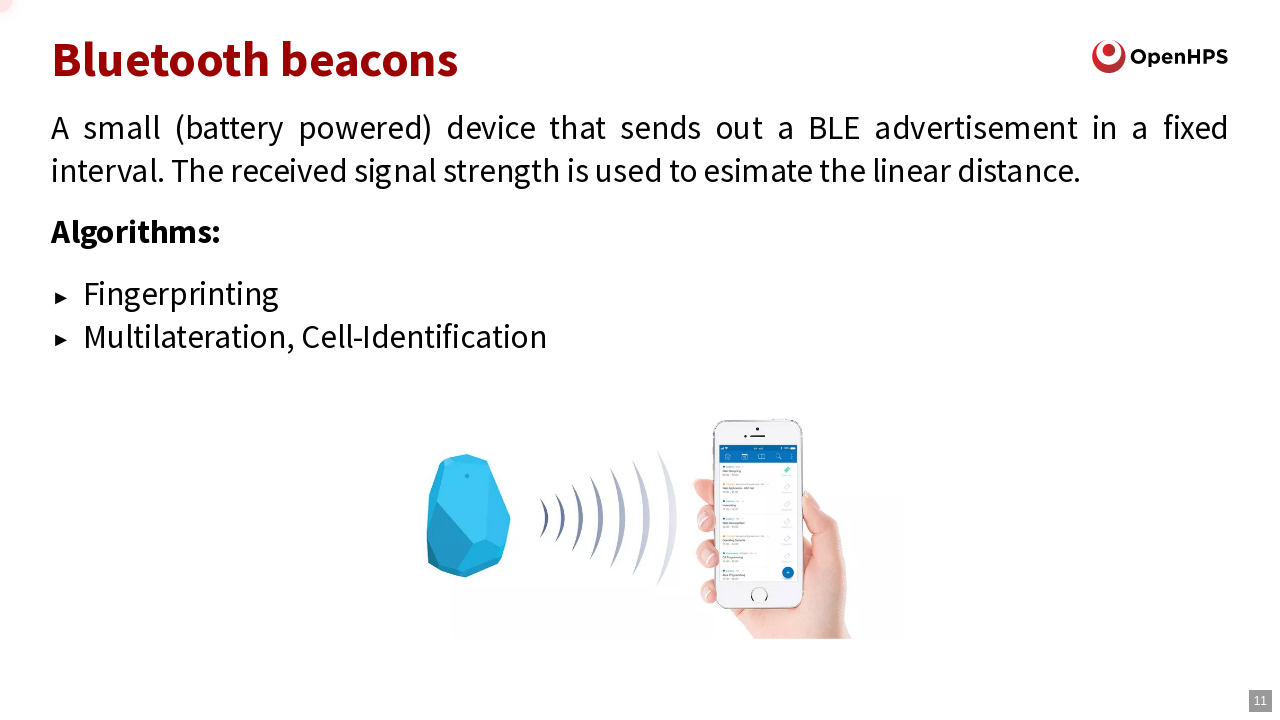 Bluetooth beacons
OpenHPS
A small (battery powered) device that sends out a BLE advertisement in a fixed
interval. The received signal strength is used to esimate the linear distance.
Algorithms:
► Fingerprinting
► Multilateration, Cell-Identification
11